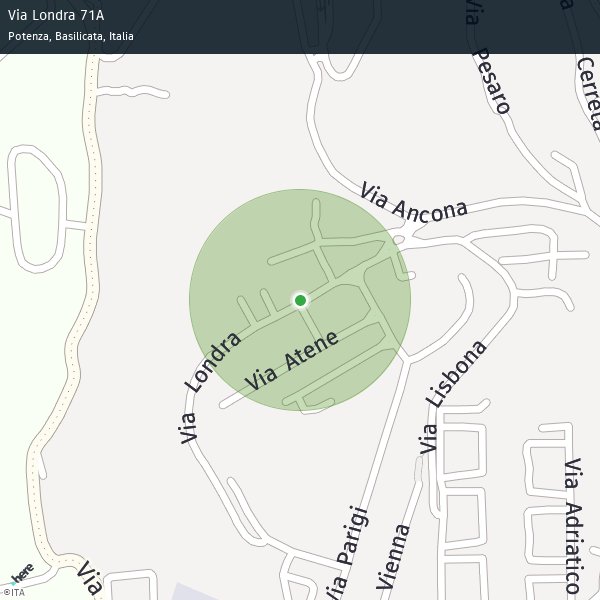 Via Londra 71A
Potenza, Basilicata, Italia
Via Pesaro
Cerreta
Via Ancona
Via Londra
Via Atene
Via Lisbona
Via Parigi
Vienna
Via Adriatico
Via
here
©ITA